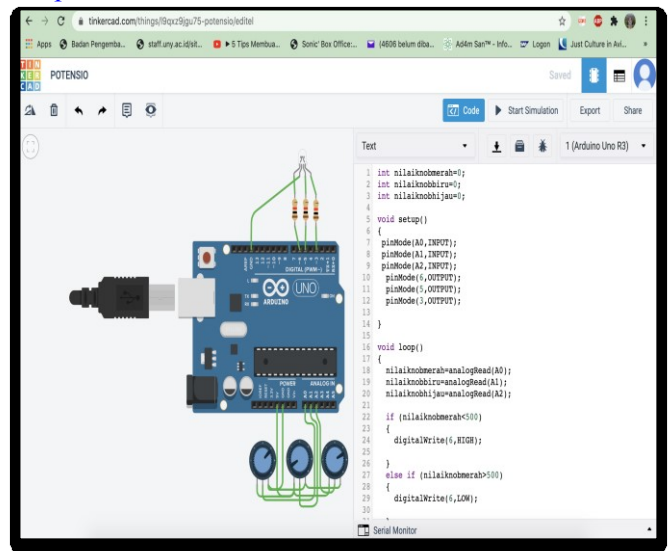 tinkercad.com/things/l9qxz9jgu75-potensio/editel
Apps Badan Pengemba... staff.uny.ac.id/sit... 5 Tips Membua... Sonic' Box Office:... (4606 belum diba... Ad4m San™ - Info... Logon Just Culture in Avi...
TIN
KER
CAD
POTENSIO
Saved
Code
Start Simulation
Export
Share
Text
1 (Arduino Uno R3)
1 int nilaiknobmerah=0;
2 int nilaiknobbiru=0;
3 int nilaiknobhijau=0;
4
5 void setup()
6 {
7 pinMode(A0,INPUT);
8 pinMode(A1,INPUT);
9 pinMode(A2,INPUT);
10 pinMode(6,OUTPUT);
11 pinMode(5,OUTPUT);
12 pinMode(3,OUTPUT);
13
14 }
15
16 void loop()
17 {
18 nilaiknobmerah=analogRead(A0);
19 nilaiknobbiru=analogRead(A1);
20 nilaiknobhijau=analogRead(A2);
21
22 if (nilaiknobmerah<500)
23 {
24 digitalWrite(6,HIGH);
25
26 }
27 else if (nilaiknobmerah>500)
28 {
29 digitalWrite(6,LOW);
30
DIGITAL (PWM~)
UNO
ARDUINO
POWER
ANALOG IN
Serial Monitor